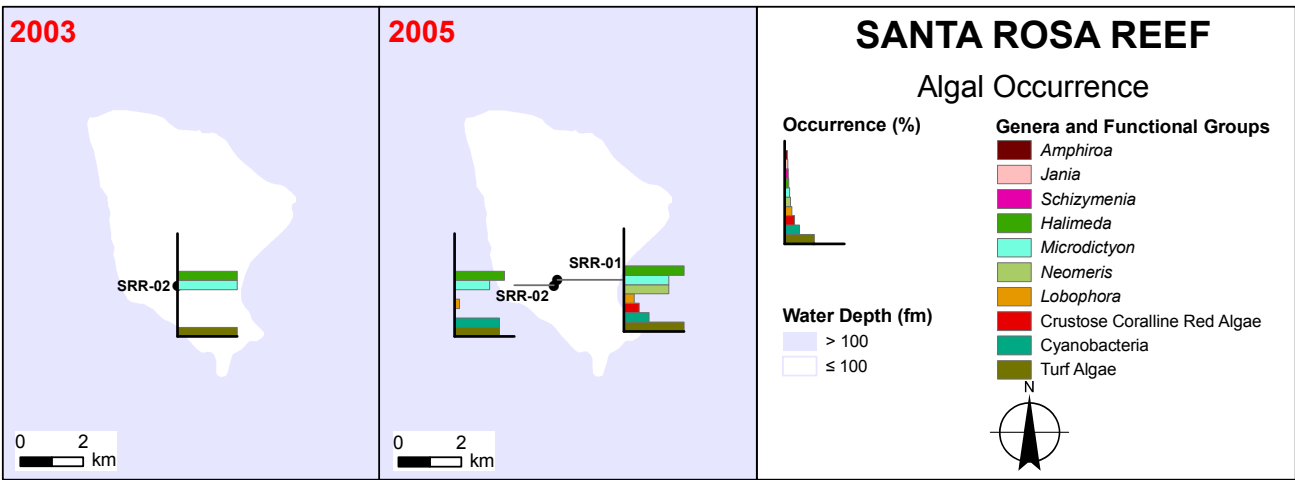 2003
SRR-02
0 2
km
2005
SRR-01
SRR-02
0 2
km
SANTA ROSA REEF
Algal Occurrence
Occurrence (%)
Genera and Functional Groups
Amphiroa
Jania
Schizymenia
Halimeda
Microdictyon
Neomeris
Lobophora
Crustose Coralline Red Algae
Cyanobacteria
Turf Algae
Water Depth (fm)
> 100
≤ 100
N